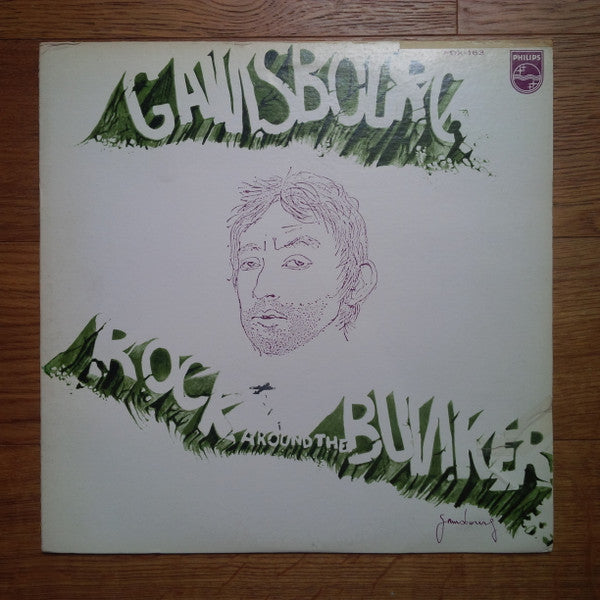 PHILIPS
GAINSBOURG
ROCK
AROUND THE
BUNKER